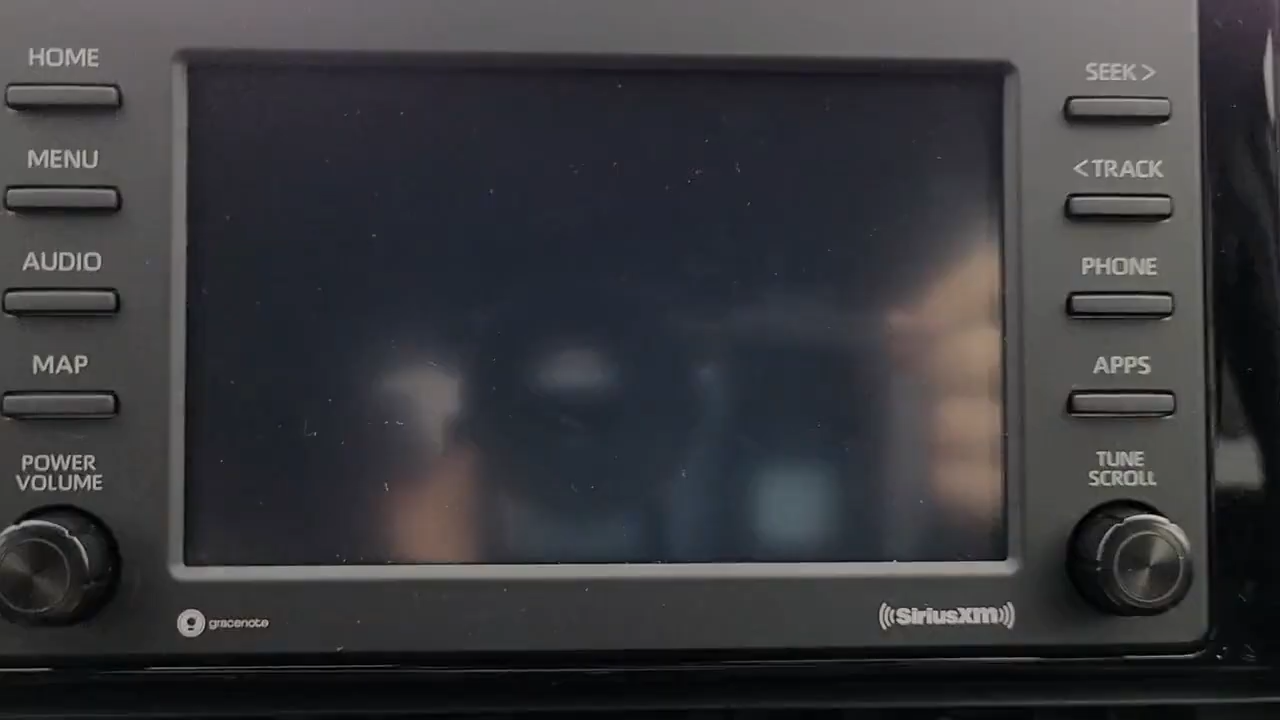 HOME
MENU
AUDIO
MAP
POWER
VOLUME
SEEK >
< TRACK
PHONE
APPS
TUNE
SCROLL
gracenote
((SiriusXM))